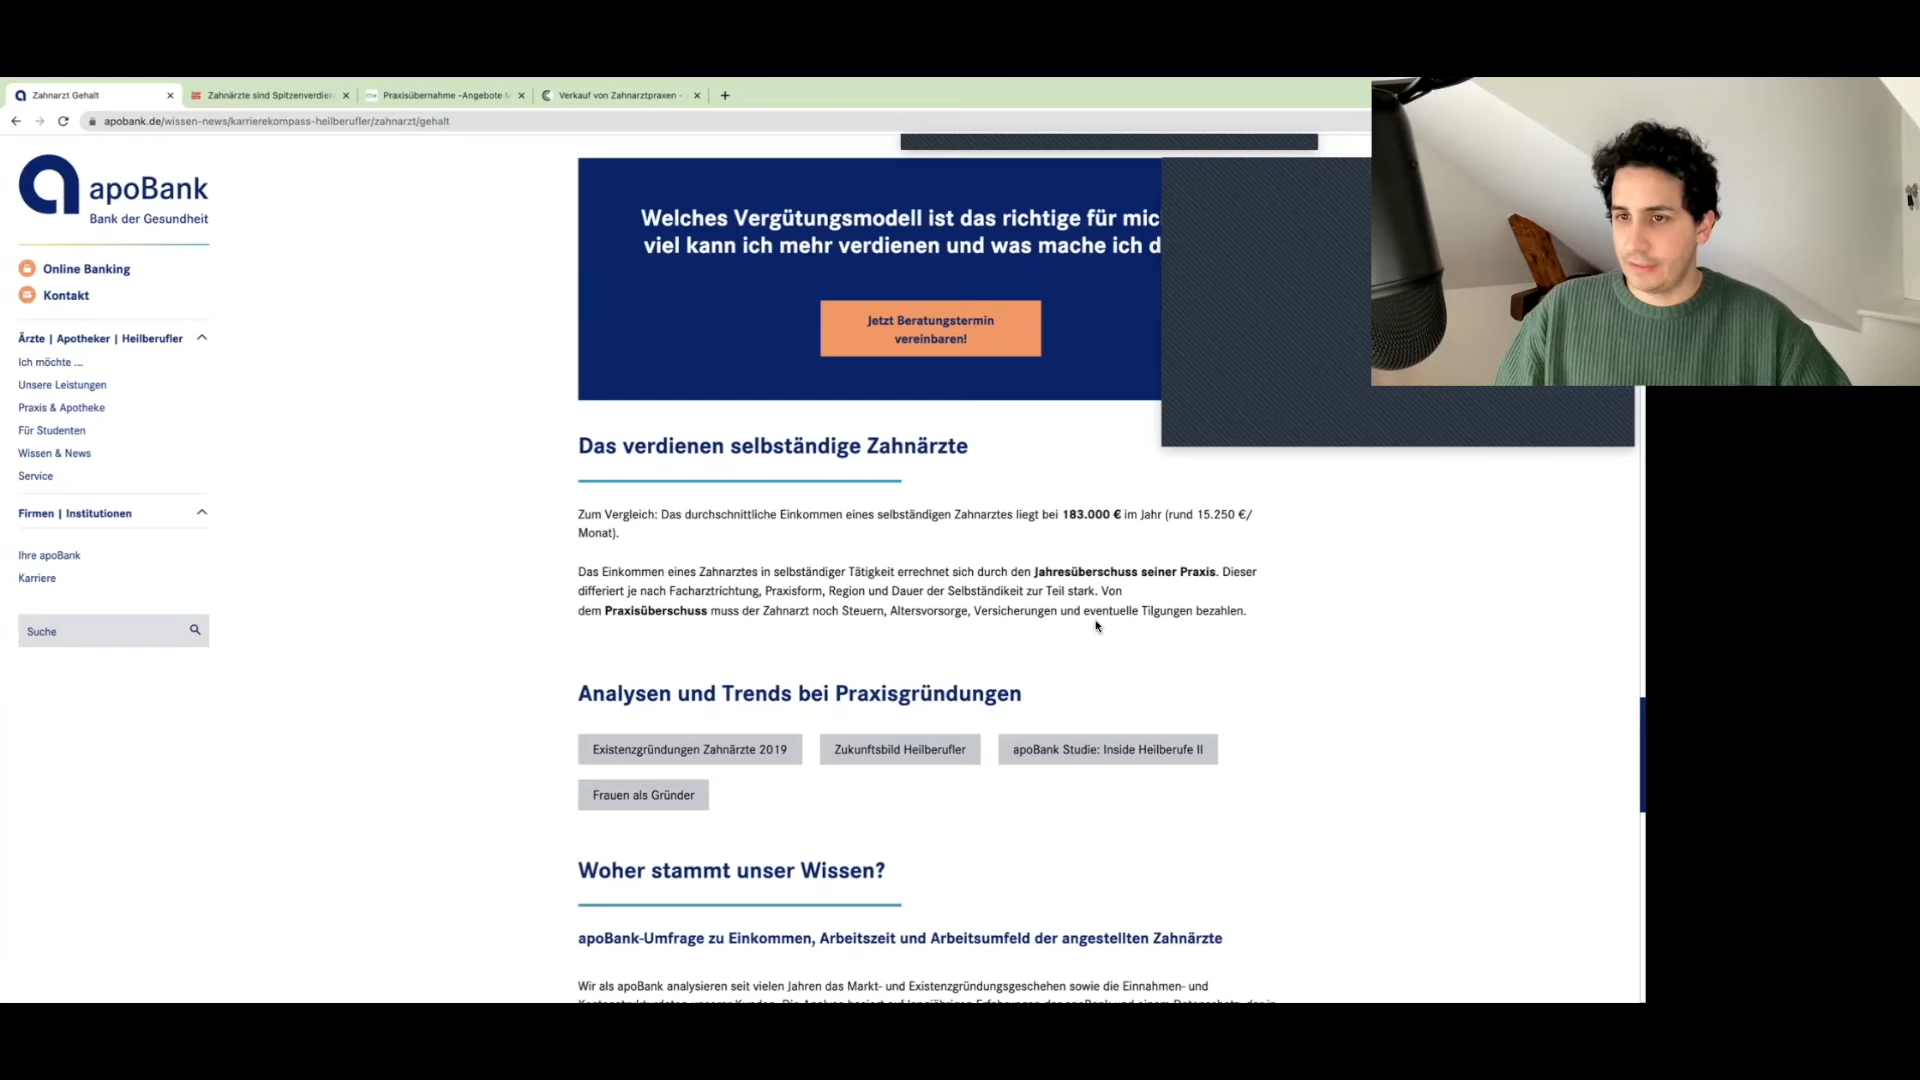 Zahnarzt Gehalt
Zahnärzte sind Spitzenverdien
Praxisübernahme -Angebote
Verkauf von Zahnarztpraxen -
apobank.de/wissen-news/karrierekompass-heilberufler/zahnarzt/gehalt
apoBank
Bank der Gesundheit
Online Banking
Kontakt
Ärzte | Apotheker | Heilberufler
Ich möchte ...
Unsere Leistungen
Praxis & Apotheke
Für Studenten
Wissen & News
Service
Firmen | Institutionen
Ihre apoBank
Karriere
Suche
Welches Vergütungsmodell ist das richtige für mic
viel kann ich mehr verdienen und was mache ich d
Jetzt Beratungstermin
vereinbaren!
Das verdienen selbständige Zahnärzte
Zum Vergleich: Das durchschnittliche Einkommen eines selbständigen Zahnarztes liegt bei 183.000 € im Jahr (rund 15.250 €/
Monat).
Das Einkommen eines Zahnarztes in selbständiger Tätigkeit errechnet sich durch den Jahresüberschuss seiner Praxis. Dieser
differiert je nach Facharztrichtung, Praxisform, Region und Dauer der Selbständikeit zur Teil stark. Von
dem Praxisüberschuss muss der Zahnarzt noch Steuern, Altersvorsorge, Versicherungen und eventuelle Tilgungen bezahlen.
Analysen und Trends bei Praxisgründungen
Existenzgründungen Zahnärzte 2019
Zukunftsbild Heilberufler
apoBank Studie: Inside Heilberufe II
Frauen als Gründer
Woher stammt unser Wissen?
apoBank-Umfrage zu Einkommen, Arbeitszeit und Arbeitsumfeld der angestellten Zahnärzte
Wir als apoBank analysieren seit vielen Jahren das Markt- und Existenzgründungsgeschehen sowie die Einnahmen- und